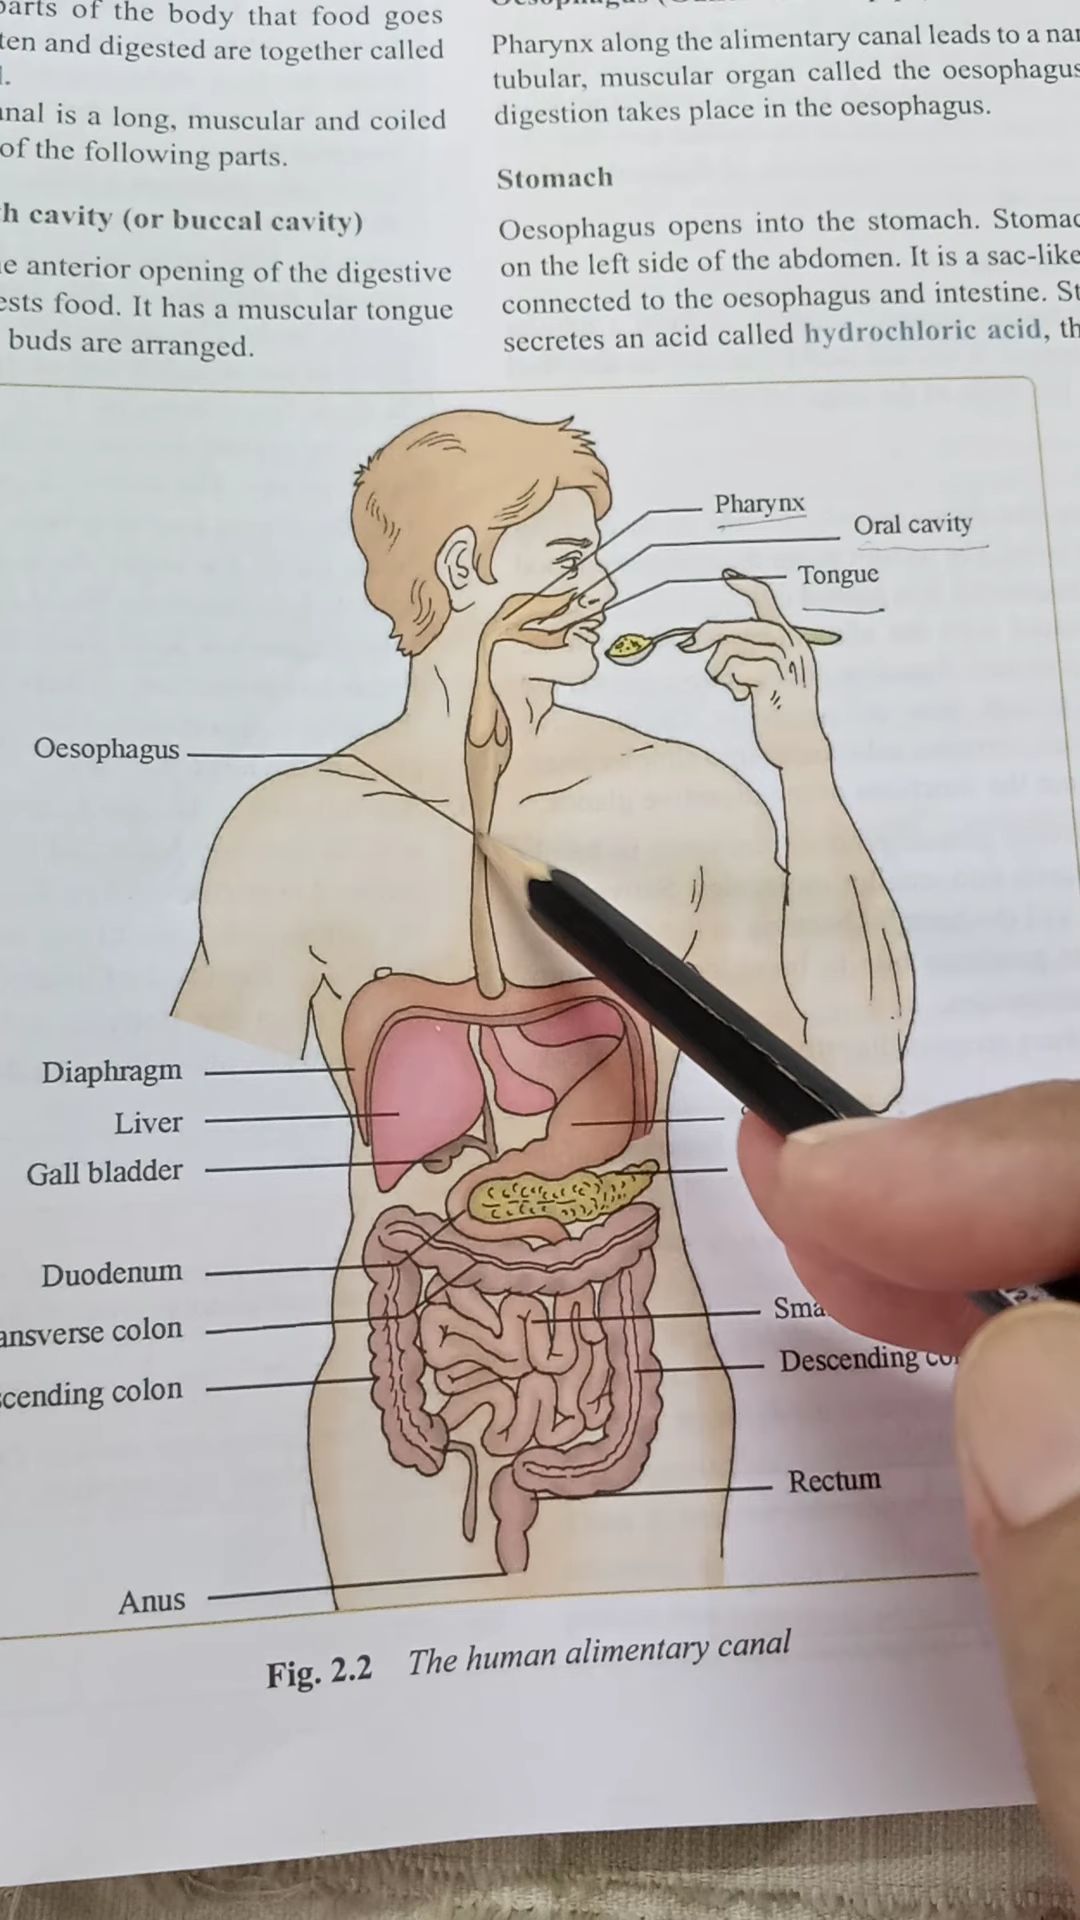 parts of the body that food goes
ten and digested are together called
anal is a long, muscular and coiled
of the following parts.
h cavity (or buccal cavity)
e anterior opening of the digestive
ests food. It has a muscular tongue
buds are arranged.
Pharynx along the alimentary canal leads to a nar
tubular, muscular organ called the oesophagus
digestion takes place in the oesophagus.
Stomach
Oesophagus opens into the stomach. Stomac
on the left side of the abdomen. It is a sac-like
connected to the oesophagus and intestine. St
secretes an acid called hydrochloric acid, th
Pharynx
Oral cavity
Tongue
Oesophagus
Diaphragm
Liver
Gall bladder
Duodenum
ansverse colon
cending colon
Sma
Descending co
Rectum
Anus
Fig. 2.2 The human alimentary canal